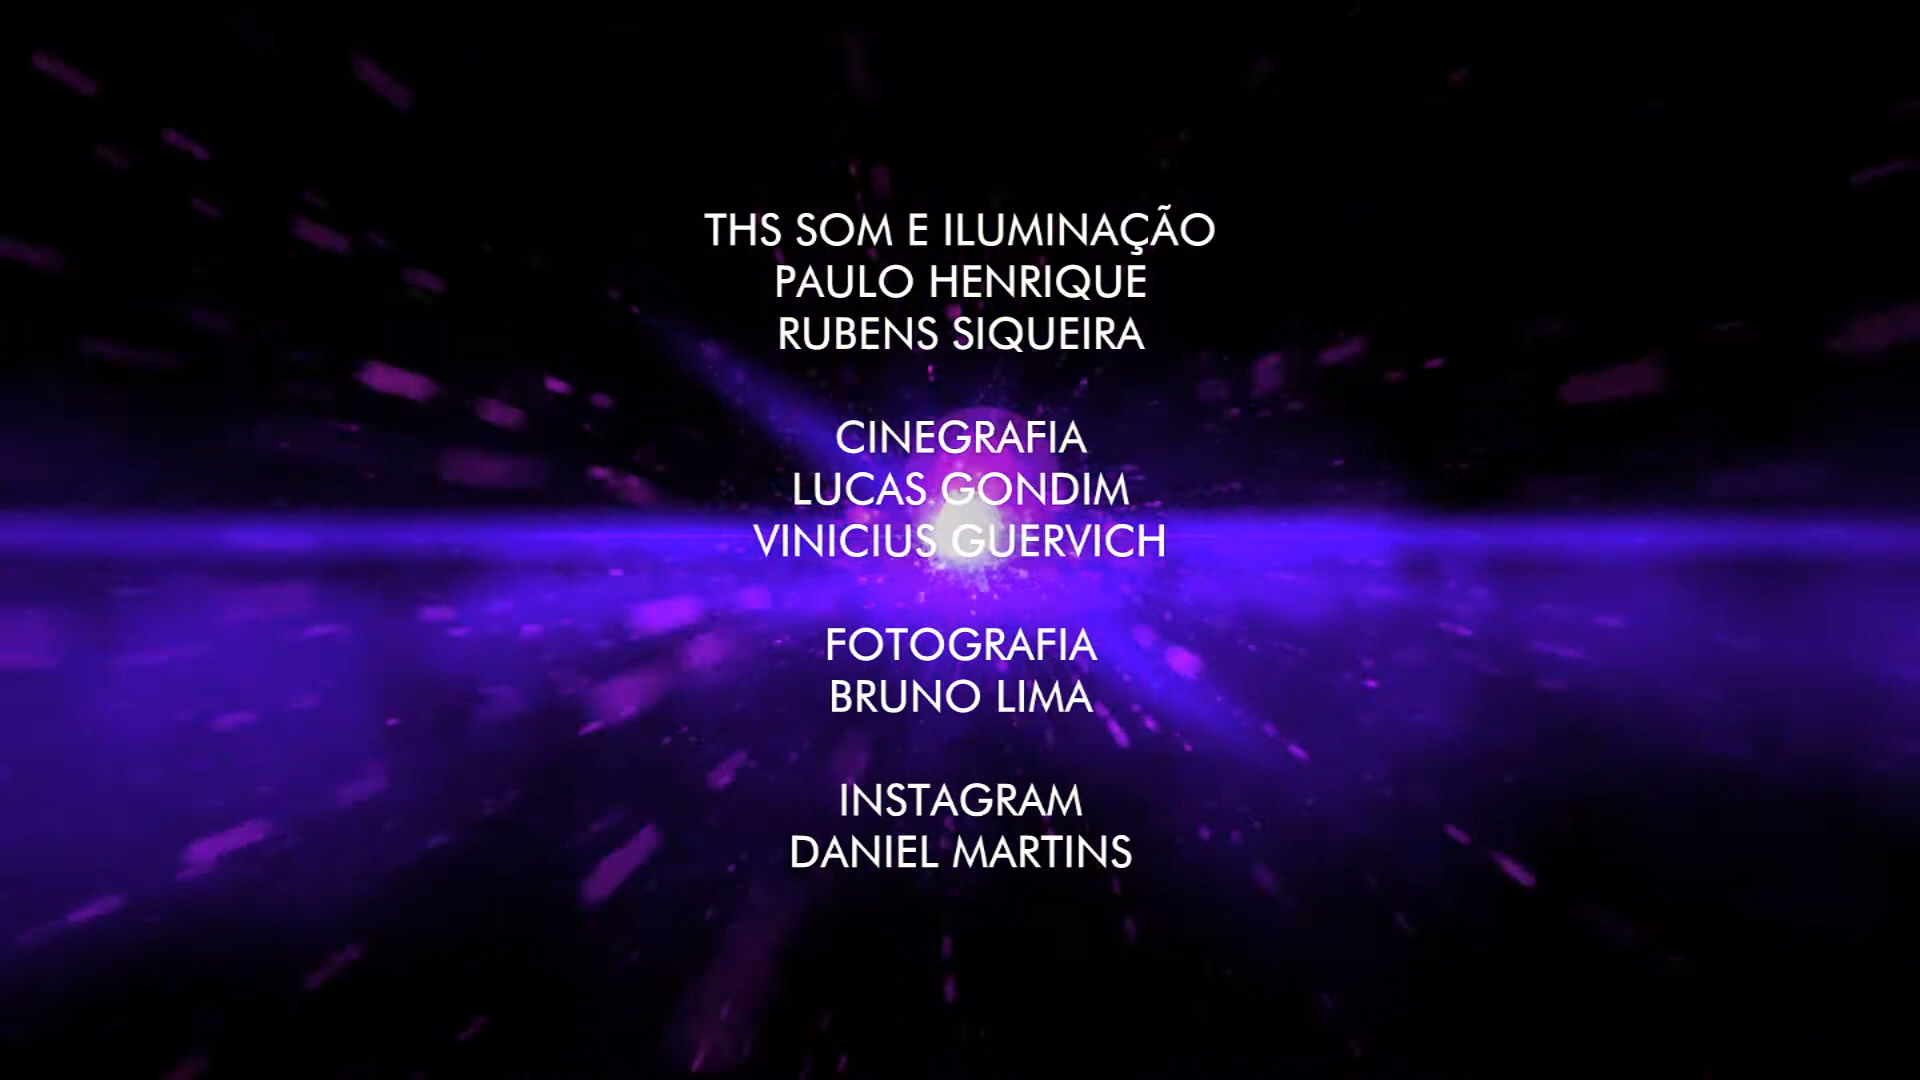 THS SOM E ILUMINAÇÃO
PAULO HENRIQUE
RUBENS SIQUEIRA
CINEGRAFIA
LUCAS GONDIM
VINICIUS GUERVICH
FOTOGRAFIA
BRUNO LIMA
INSTAGRAM
DANIEL MARTINS